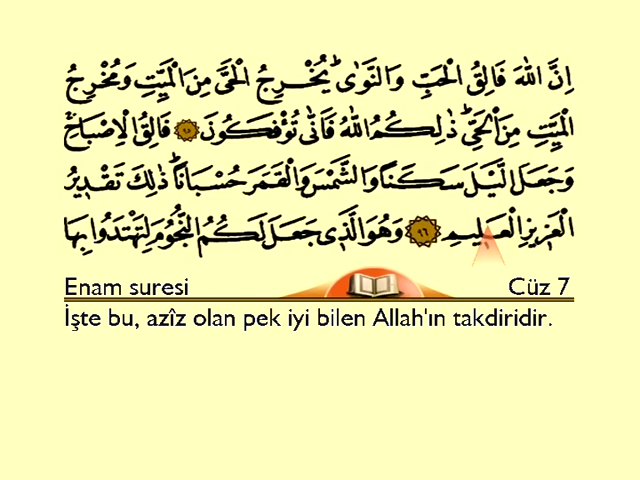 اِنَّ اللّٰهَ فَالِقُ الْحَبِّ وَالنَّوٰىۜ يُخْرِجُ الْحَيَّ مِنَ الْمَيِّتِ وَمُخْرِجُ
الْمَيِّتِ مِنَ الْحَيِّۜ ذٰلِكُمُ اللّٰهُ فَاَنّٰى تُؤْفَكُونَ ﴿٩٥﴾ فَالِقُ الْاِصْبَاحِۚ
وَجَعَلَ الَّيْلَ سَكَنًا وَالشَّمْسَ وَالْقَمَرَ حُسْبَانًاۜ ذٰلِكَ تَقْد۪يرُ
الْعَز۪يزِ الْعَل۪يمِ ﴿٩٦﴾ وَهُوَ الَّذ۪ي جَعَلَ لَكُمُ النُّجُومَ لِتَهْتَدُوا بِهَا
Enam suresi Cüz 7
İşte bu, azîz olan pek iyi bilen Allah'ın takdiridir.